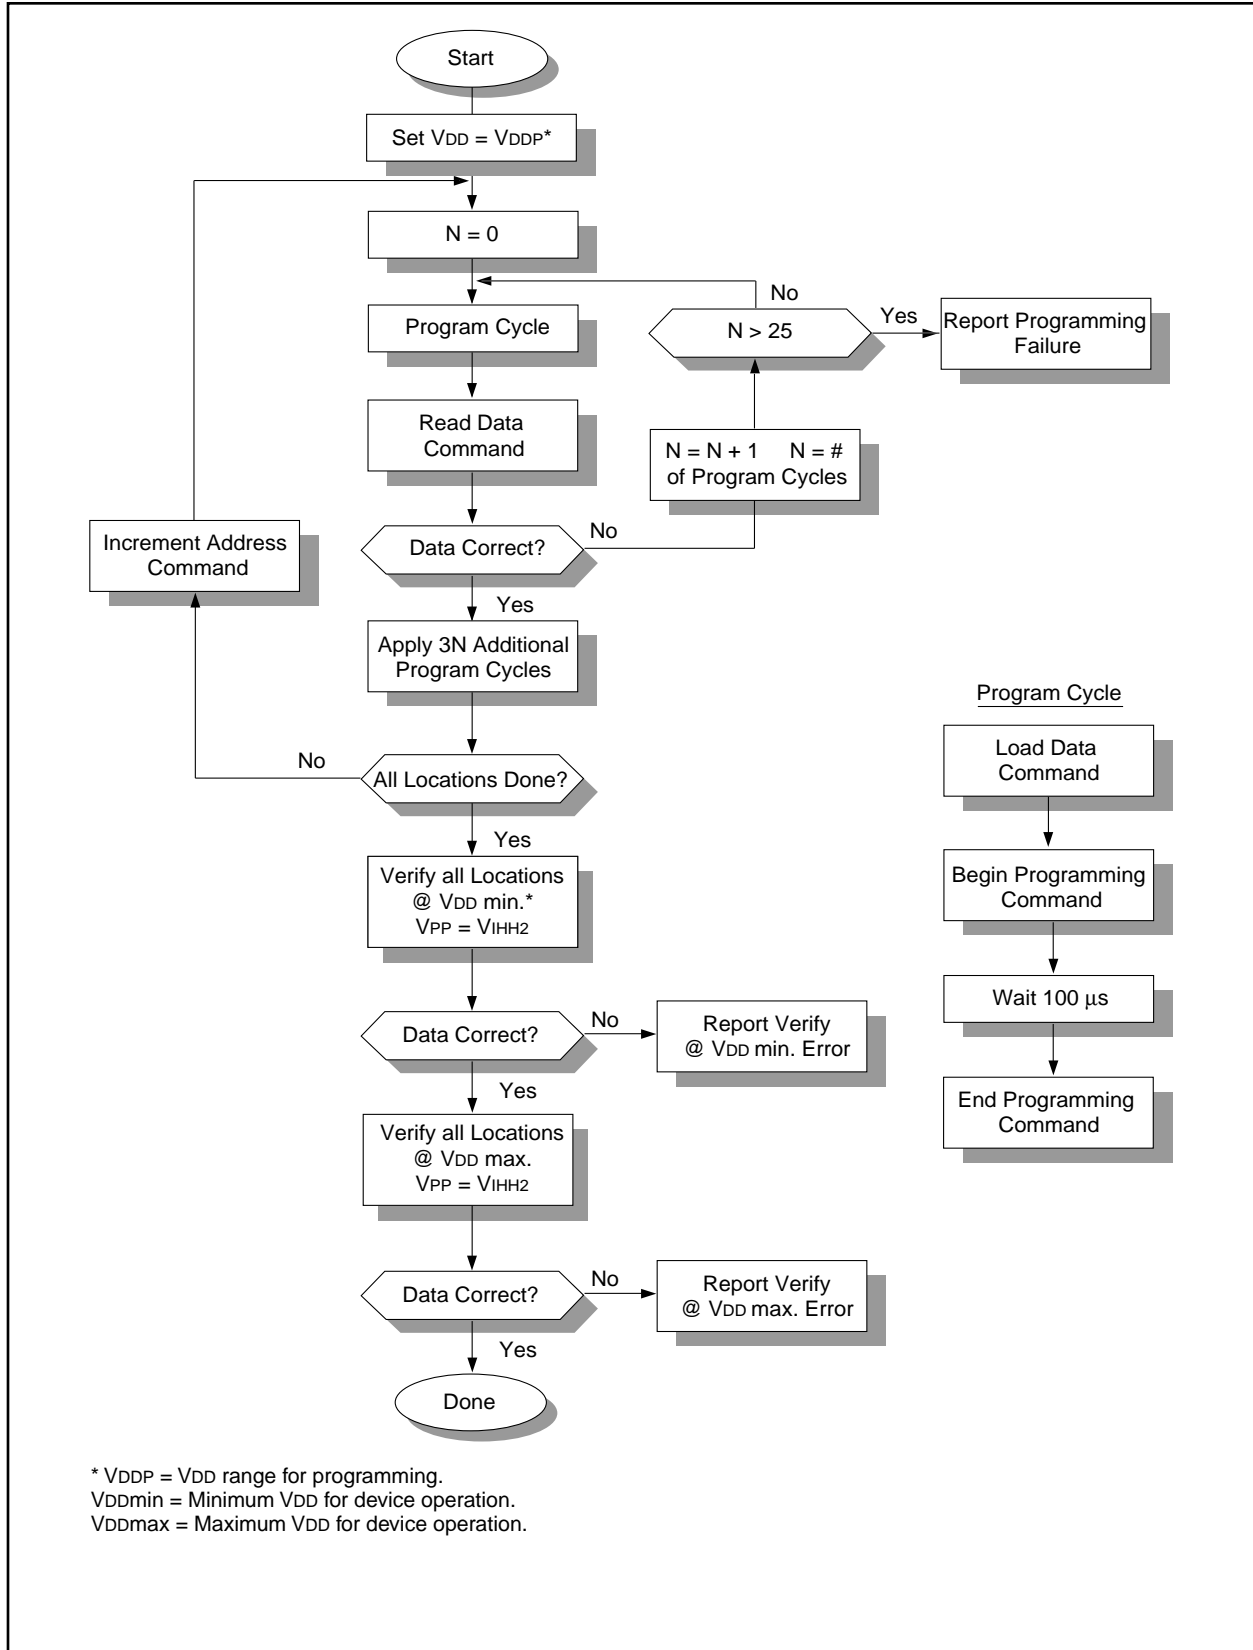 Start
Set VDD = VDDP*
N = 0
Program Cycle
Read Data
Command
Data Correct?
No
N = N + 1 N = #
of Program Cycles
N > 25
No
Yes
Report Programming
Failure
Yes
Apply 3N Additional
Program Cycles
All Locations Done?
No
Increment Address
Command
Yes
Verify all Locations
@ VDD min.*
VPP = VIHH2
Data Correct?
No
Report Verify
@ VDD min. Error
Yes
Verify all Locations
@ VDD max.
VPP = VIHH2
Data Correct?
No
Report Verify
@ VDD max. Error
Yes
Done
Program Cycle
Load Data
Command
Begin Programming
Command
Wait 100 µs
End Programming
Command
* VDDP = VDD range for programming.
VDDmin = Minimum VDD for device operation.
VDDmax = Maximum VDD for device operation.